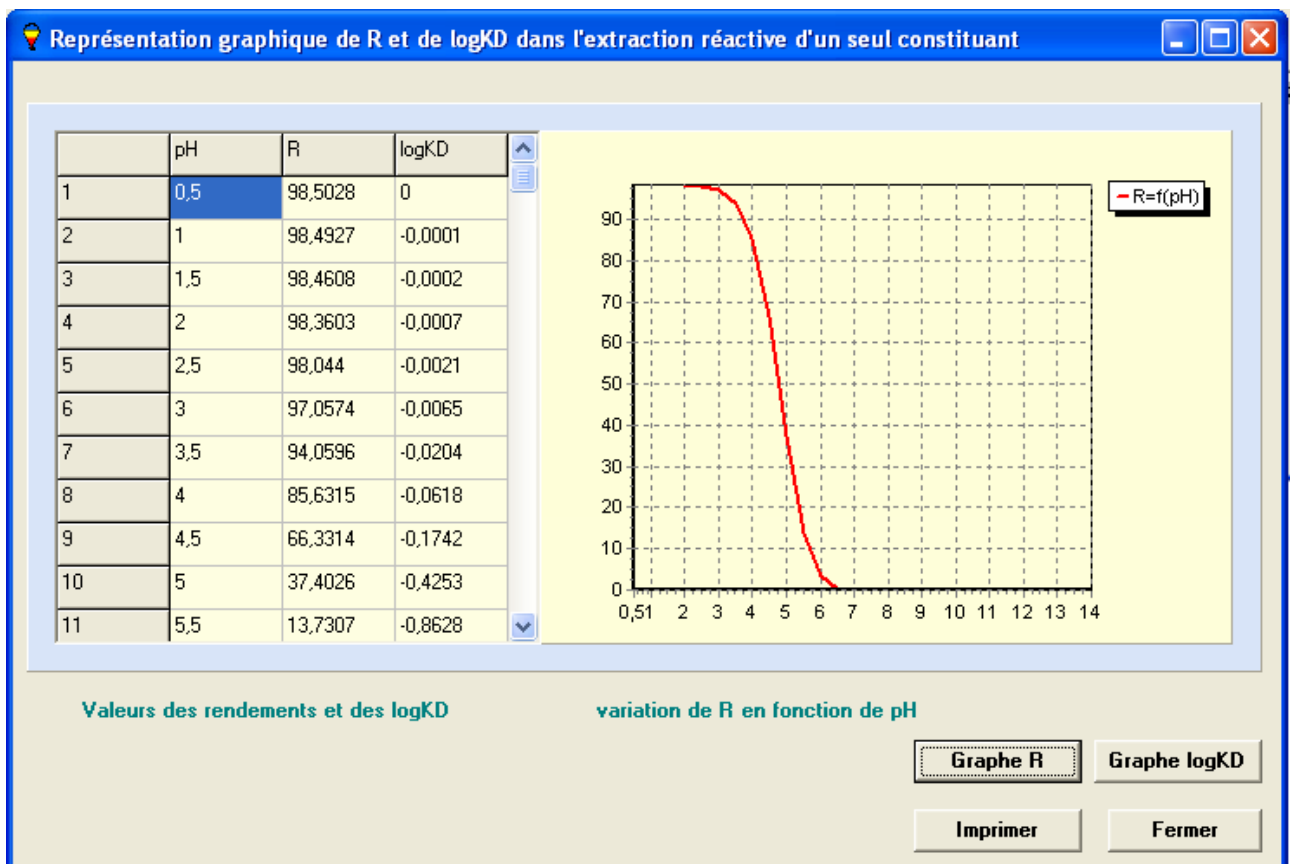 Représentation graphique de R et de logKD dans l'extraction réactive d'un seul constituant
pH R logKD
1 0,5 98,5028 0
2 1 98,4927 -0,0001
3 1,5 98,4608 -0,0002
4 2 98,3603 -0,0007
5 2,5 98,044 -0,0021
6 3 97,0574 -0,0065
7 3,5 94,0596 -0,0204
8 4 85,6315 -0,0618
9 4,5 66,3314 -0,1742
10 5 37,4026 -0,4253
11 5,5 13,7307 -0,8628
R=f(pH)
90
80
70
60
50
40
30
20
10
0
0,51 2 3 4 5 6 7 8 9 10 11 12 13 14
Valeurs des rendements et des logKD
variation de R en fonction de pH
Graphe R Graphe logKD
Imprimer Fermer